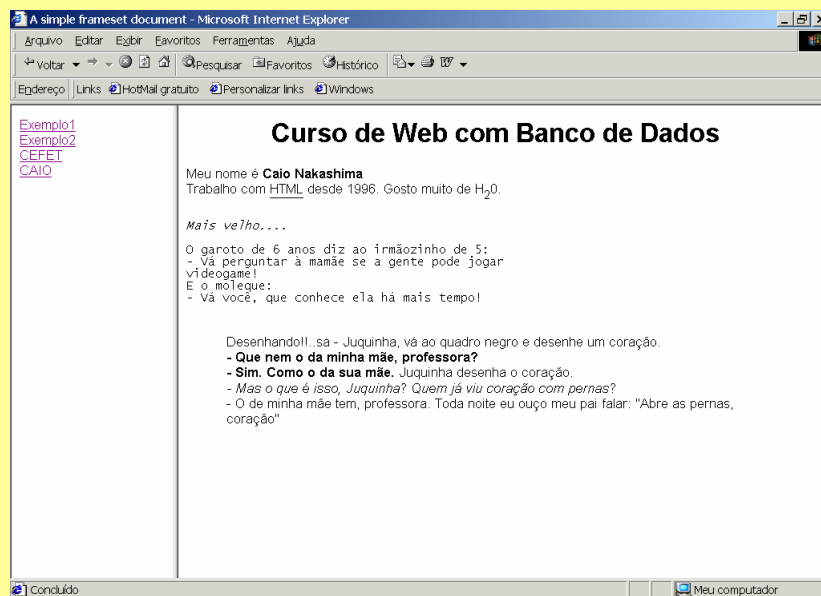 A simple frameset document - Microsoft Internet Explorer
Arquivo Editar Exibir Favoritos Ferramentas Ajuda
Voltar Pesquisar Favoritos Histórico
Endereço Links HotMail gratuito Personalizar links Windows
Exemplo1
Exemplo2
CEFET
CAIO
Curso de Web com Banco de Dados
Meu nome é Caio Nakashima
Trabalho com HTML desde 1996. Gosto muito de H20.
Mais velho....
O garoto de 6 anos diz ao irmãozinho de 5:
- Vá perguntar à mamãe se a gente pode jogar
videogame!
E o moleque:
- Vá você, que conhece ela há mais tempo!
Desenhando!!..sa - Juquinha, vá ao quadro negro e desenhe um coração.
- Que nem o da minha mãe, professora?
- Sim. Como o da sua mãe. Juquinha desenha o coração.
- Mas o que é isso, Juquinha? Quem já viu coração com pernas?
- O de minha mãe tem, professora. Toda noite eu ouço meu pai falar: "Abre as pernas,
coração"
Concluído Meu computador